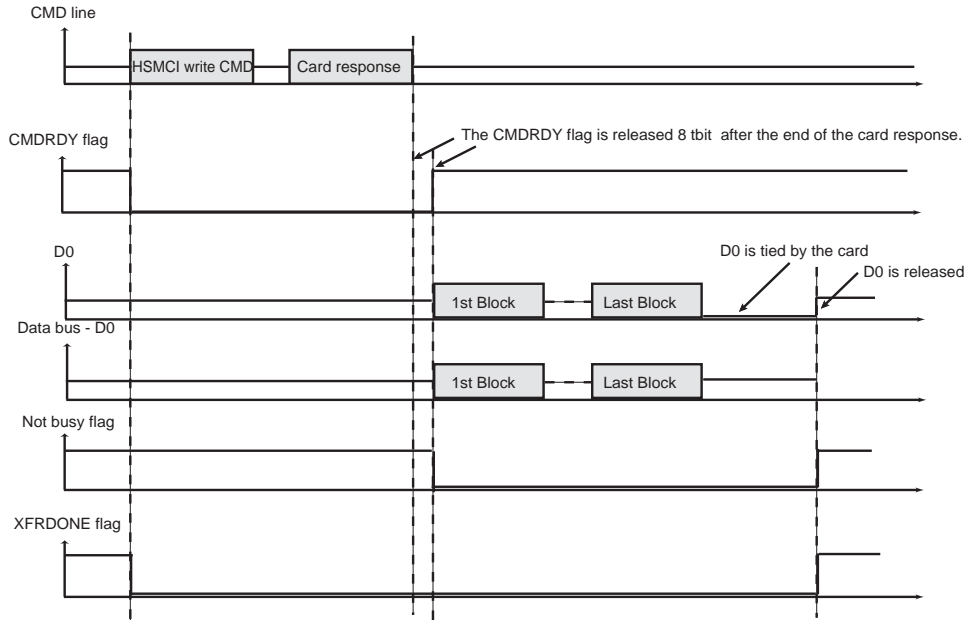 CMD line
HSMCI write CMD
Card response
The CMDRDY flag is released 8 tbit after the end of the card response.
CMDRDY flag
D0 is tied by the card
D0
D0 is released
1st Block
Last Block
Data bus - D0
1st Block
Last Block
Not busy flag
XFRDONE flag